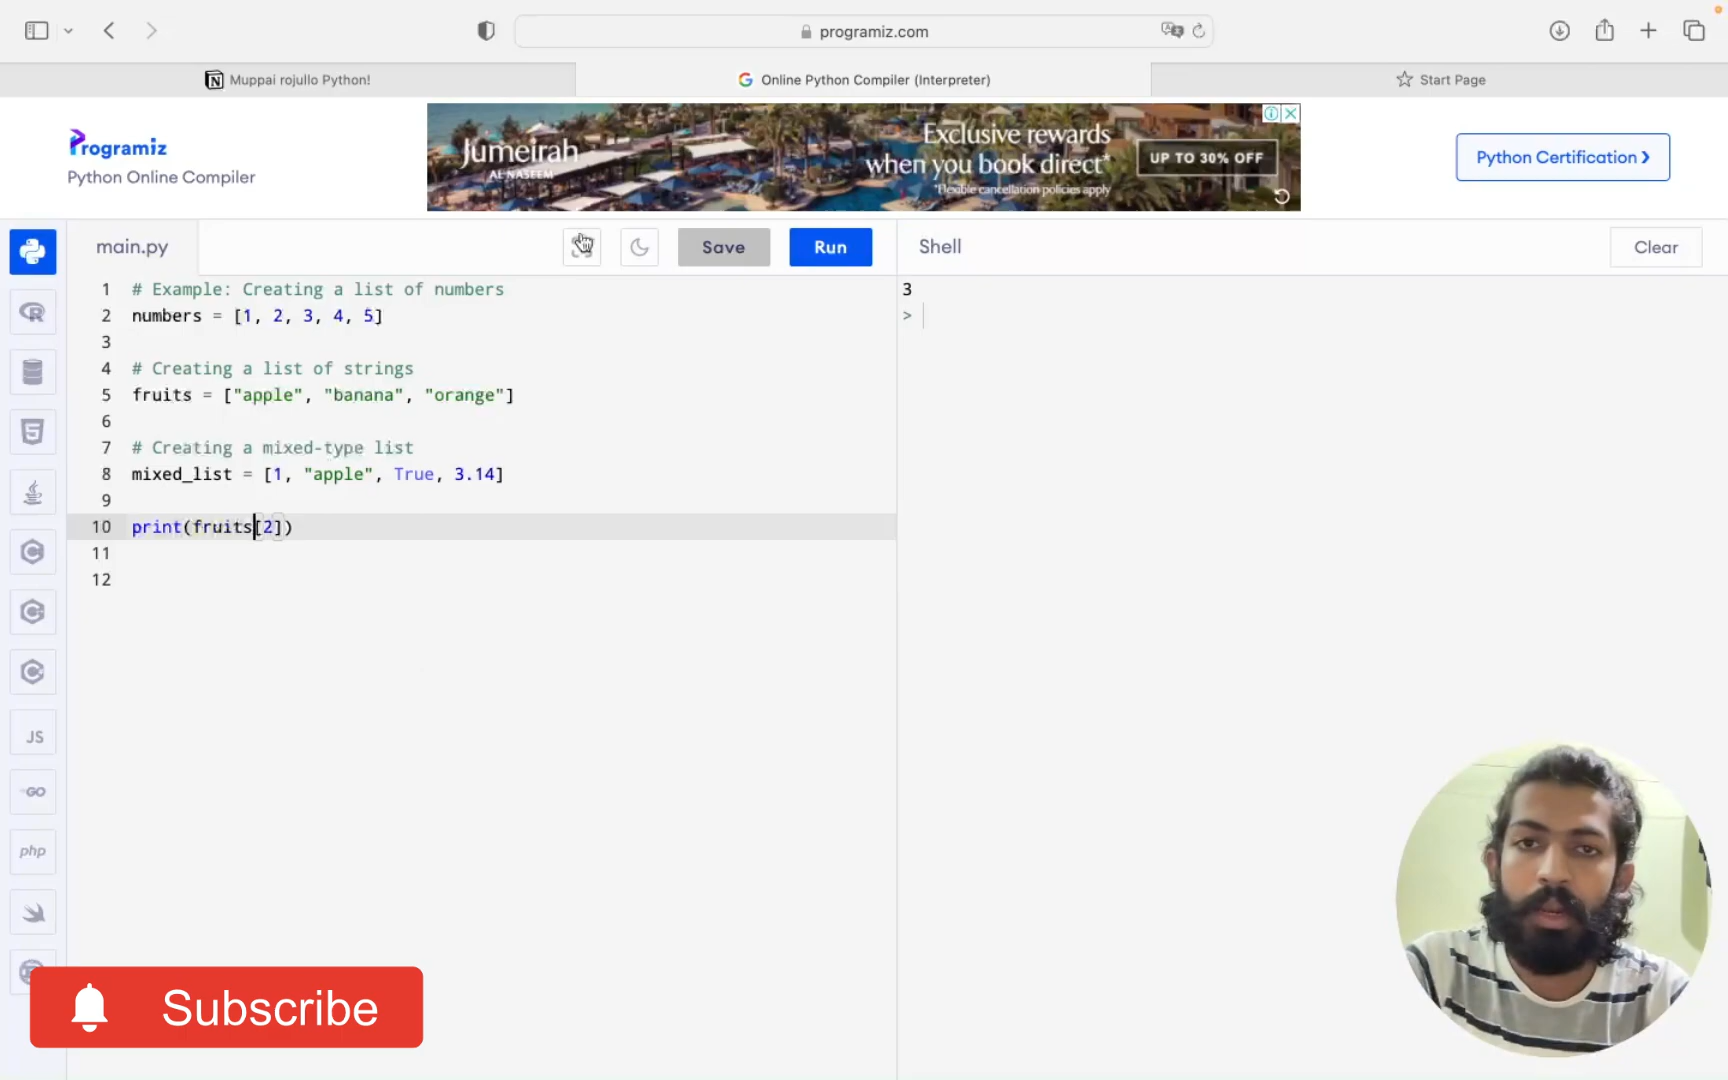 programiz.com
Muppai rojullo Python!
Online Python Compiler (Interpreter)
Start Page
Programiz
Python Online Compiler
Jumeirah
AL NASEEM
Exclusive rewards
when you book direct*
*Flexible cancellation policies apply
UP TO 30% OFF
Python Certification
main.py
Save
Run
Shell
Clear
1 # Example: Creating a list of numbers
2 numbers = [1, 2, 3, 4, 5]
3
4 # Creating a list of strings
5 fruits = ["apple", "banana", "orange"]
6
7 # Creating a mixed-type list
8 mixed_list = [1, "apple", True, 3.14]
9
10 print(fruits[2])
11
12
3
>
JS
GO
php
Subscribe